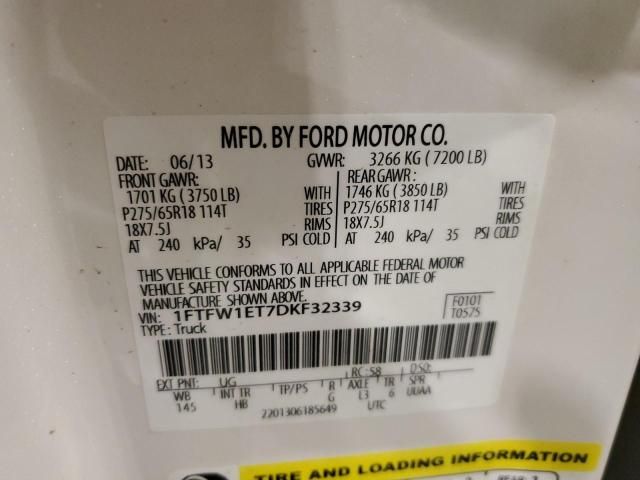 MFD. BY FORD MOTOR CO.
DATE: 06/13 GVWR: 3266 KG ( 7200 LB)
FRONT GAWR: REAR GAWR:
1701 KG ( 3750 LB) WITH 1746 KG ( 3850 LB) WITH
P275/65R18 114T TIRES P275/65R18 114T TIRES
18X7.5J RIMS 18X7.5J RIMS
AT 240 kPa/ 35 PSI COLD AT 240 kPa/ 35 PSI COLD
THIS VEHICLE CONFORMS TO ALL APPLICABLE FEDERAL MOTOR
VEHICLE SAFETY STANDARDS IN EFFECT ON THE DATE OF
MANUFACTURE SHOWN ABOVE.
VIN: 1FTFW1ET7DKF32339 F0101
TYPE: Truck T0575
EXT PNT: UG RC: 58 DSO:
WB INT TR TP/PS R G AXLE TR SPR
145 HB L3 6 UUAA
2201306185649 UTC
TIRE AND LOADING INFORMATION